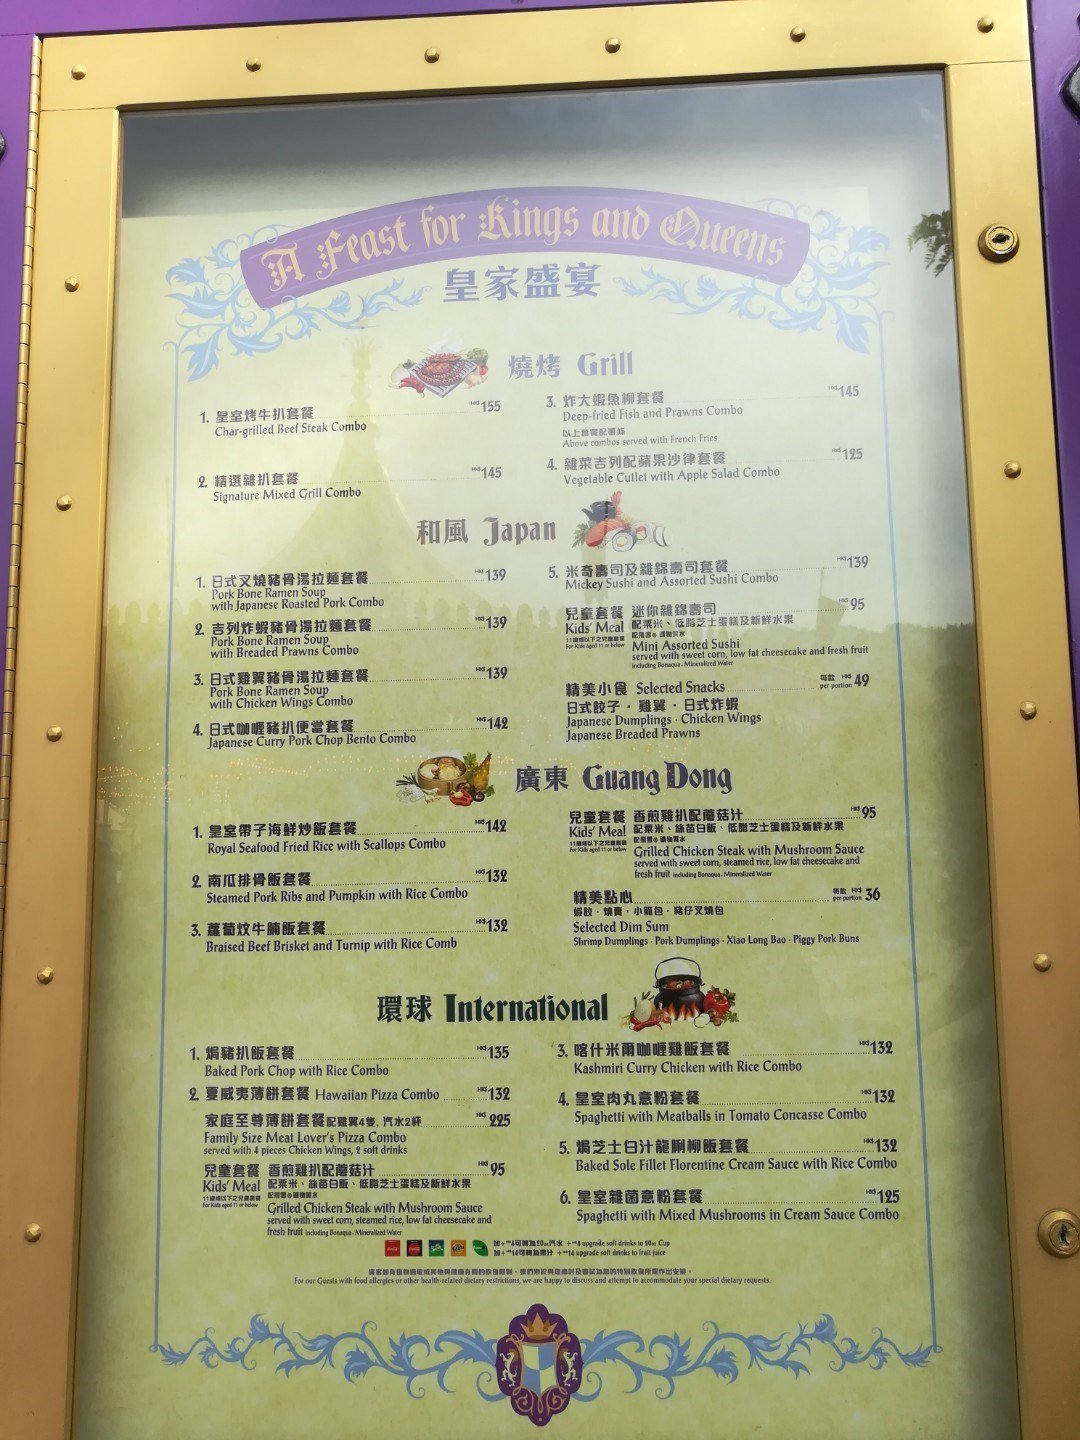 A Feast for Kings and Queens
皇家盛宴
燒烤 Grill
1. 皇室烤牛扒套餐 HK$155
Char-grilled Beef Steak Combo
2. 精選雜扒套餐 HK$145
Signature Mixed Grill Combo
3. 炸大蝦魚柳套餐 HK$145
Deep-fried Fish and Prawns Combo
以上套餐配薯條
Above combos served with French Fries
4. 雜菜吉列配蘋果沙律套餐 HK$125
Vegetable Cutlet with Apple Salad Combo
和風 Japan
1. 日式叉燒豬骨湯拉麵套餐 HK$139
Pork Bone Ramen Soup
with Japanese Roasted Pork Combo
2. 吉列炸蝦豬骨湯拉麵套餐 HK$139
Pork Bone Ramen Soup
with Breaded Prawns Combo
3. 日式雞翼豬骨湯拉麵套餐 HK$139
Pork Bone Ramen Soup
with Chicken Wings Combo
4. 日式咖喱豬扒便當套餐 HK$142
Japanese Curry Pork Chop Bento Combo
5. 米奇壽司及雜錦壽司套餐 HK$139
Mickey Sushi and Assorted Sushi Combo
兒童套餐 迷你雜錦壽司 HK$95
Kids' Meal 配粟米、低脂芝士蛋糕及新鮮水果
11歲或以下之兒童套餐
For Kids aged 11 or below
Mini Assorted Sushi
served with sweet corn, low fat cheesecake and fresh fruit
including Bonaqua® Mineralized Water
精美小食 Selected Snacks 每款 HK$49
per portion
日式餃子 · 雞翼 · 日式炸蝦
Japanese Dumplings · Chicken Wings
Japanese Breaded Prawns
廣東 Guang Dong
1. 皇室帶子海鮮炒飯套餐 HK$142
Royal Seafood Fried Rice with Scallops Combo
2. 南瓜排骨飯套餐 HK$132
Steamed Pork Ribs and Pumpkin with Rice Combo
3. 蘿蔔炆牛腩飯套餐 HK$132
Braised Beef Brisket and Turnip with Rice Comb
兒童套餐 香煎雞扒配蘑菇汁 HK$95
Kids' Meal 配粟米、絲苗白飯、低脂芝士蛋糕及新鮮水果
11歲或以下之兒童套餐
For Kids aged 11 or below
Grilled Chicken Steak with Mushroom Sauce
served with sweet corn, steamed rice, low fat cheesecake and
fresh fruit including Bonaqua® Mineralized Water
精美點心 每款 HK$36
per portion
蝦餃 · 燒賣 · 小籠包 · 豬仔叉燒包
Selected Dim Sum
Shrimp Dumplings · Pork Dumplings · Xiao Long Bao · Piggy Pork Buns
環球 International
1. 焗豬扒飯套餐 HK$135
Baked Pork Chop with Rice Combo
2. 夏威夷薄餅套餐 Hawaiian Pizza Combo HK$132
家庭至尊薄餅套餐配雞翼4隻, 汽水2杯 HK$225
Family Size Meat Lover's Pizza Combo
served with 4 pieces Chicken Wings, 2 soft drinks
兒童套餐 香煎雞扒配蘑菇汁 HK$95
Kids' Meal 配粟米、絲苗白飯、低脂芝士蛋糕及新鮮水果
11歲或以下之兒童套餐
For Kids aged 11 or below
Grilled Chicken Steak with Mushroom Sauce
served with sweet corn, steamed rice, low fat cheesecake and
fresh fruit including Bonaqua® Mineralized Water
3. 喀什米爾咖喱雞飯套餐 HK$132
Kashmiri Curry Chicken with Rice Combo
4. 皇室肉丸意粉套餐 HK$132
Spaghetti with Meatballs in Tomato Concasse Combo
5. 焗芝士白汁龍脷柳飯套餐 HK$132
Baked Sole Fillet Florentine Cream Sauce with Rice Combo
6. 皇室雜菌意粉套餐 HK$125
Spaghetti with Mixed Mushrooms in Cream Sauce Combo
加+HK$4可轉為20oz汽水 +HK$4 upgrade soft drinks to 20oz Cup
加+HK$14可轉為果汁 +HK$14 upgrade soft drinks to fruit juice
For our Guests with food allergies or other health-related dietary restrictions, we are happy to discuss and attempt to accommodate your special dietary requests.